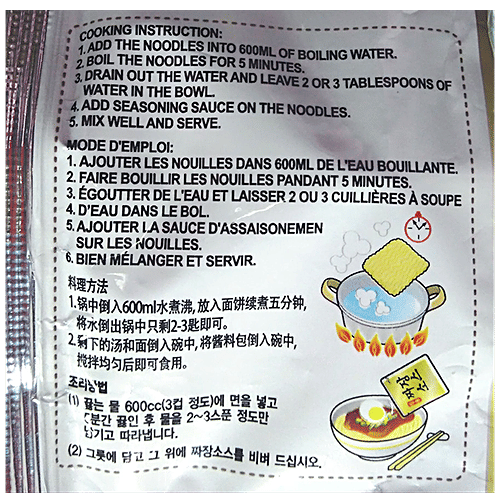 COOKING INSTRUCTION:
1. ADD THE NOODLES INTO 600ML OF BOILING WATER.
2. BOIL THE NOODLES FOR 5 MINUTES.
3. DRAIN OUT THE WATER AND LEAVE 2 OR 3 TABLESPOONS OF
WATER IN THE BOWL.
4. ADD SEASONING SAUCE ON THE NOODLES.
5. MIX WELL AND SERVE.
MODE D'EMPLOI:
1. AJOUTER LES NOUILLES DANS 600ML DE L'EAU BOUILLANTE.
2. FAIRE BOUILLIR LES NOUILLES PANDANT 5 MINUTES.
3. ÉGOUTTER DE L'EAU ET LAISSER 2 OU 3 CUILLIÈRES À SOUPE
4. D'EAU DANS LE BOL.
5. AJOUTER LA SAUCE D'ASSAISONEMEN
SUR LES NOUILLES.
6. BIEN MÉLANGER ET SERVIR.
料理方法
1.锅中倒入600ml水煮沸,放入面饼续煮五分钟,
将水倒出锅中只剩2-3匙即可。
2.剩下的汤和面倒入碗中,将酱料包倒入碗中,
搅拌均匀后即可食用。
조리방법
(1) 끓는 물 600cc(3컵 정도)에 면을 넣고
분간 끓인 후 물을 2~3스푼 정도만
기고 따라냅니다.
(2) 그릇에 담고 그 위에 짜장소스를 비벼 드십시오.